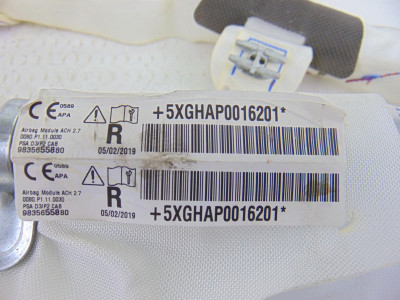 CE 0589
APA
Airbag Module ACH 2.7
0080.P1.11.0030
PSA D3/P2 CAB
9835655880
R
05/02/2019
+5XGHAP0016201*
CE 0589
APA
Airbag Module ACH 2.7
0080.P1.11.0030
PSA D3/P2 CAB
9835655880
R
05/02/2019
+5XGHAP0016201*